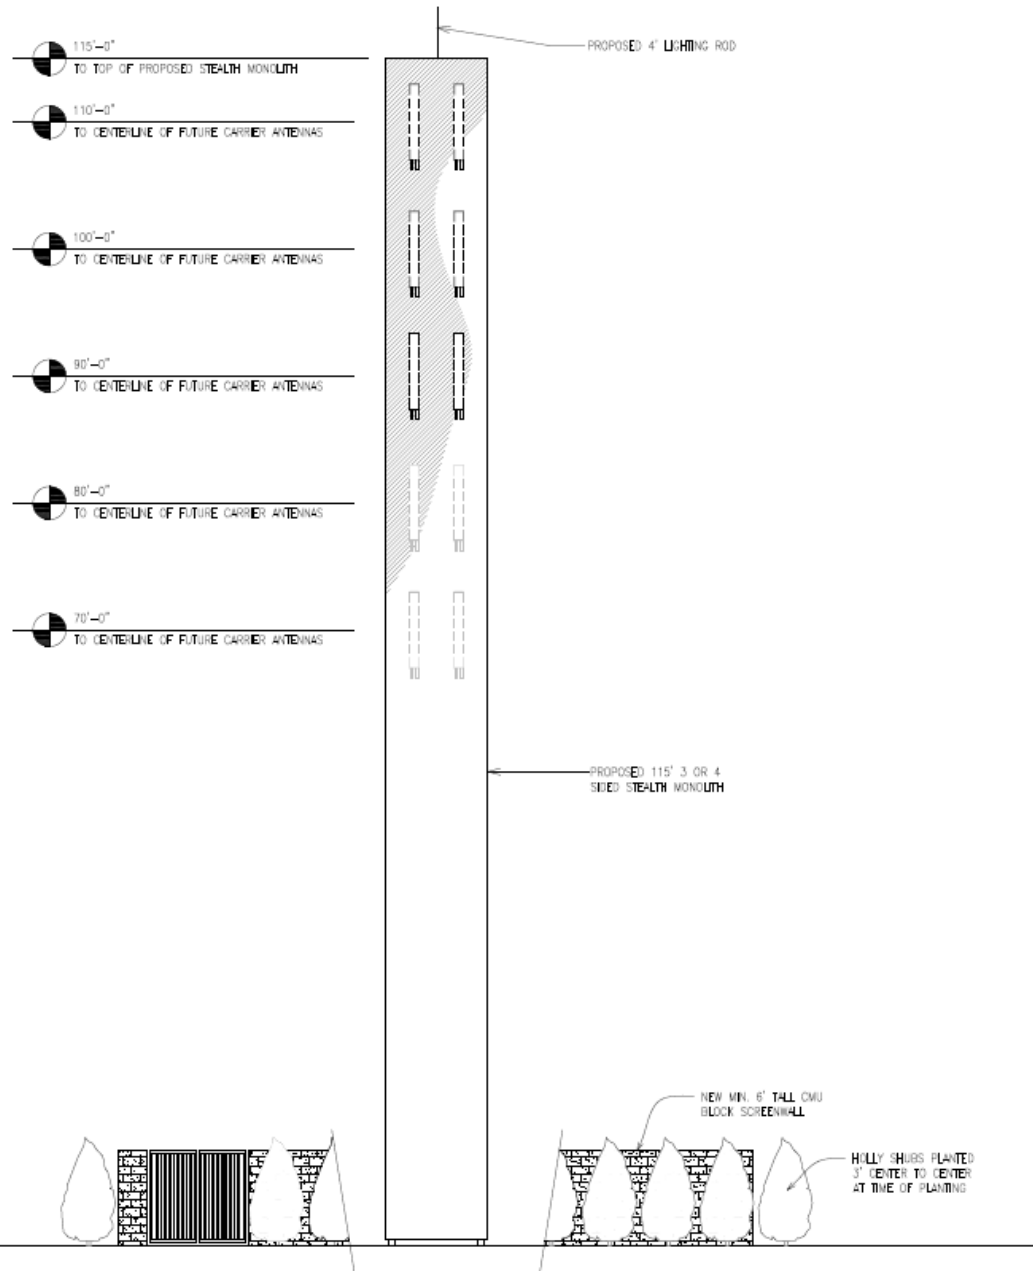 115'-0"
TO TOP OF PROPOSED STEALTH MONOLITH
PROPOSED 4' LIGHTING ROD
110'-0"
TO CENTERLINE OF FUTURE CARRIER ANTENNAS
100'-0"
TO CENTERLINE OF FUTURE CARRIER ANTENNAS
90'-0"
TO CENTERLINE OF FUTURE CARRIER ANTENNAS
80'-0"
TO CENTERLINE OF FUTURE CARRIER ANTENNAS
70'-0"
TO CENTERLINE OF FUTURE CARRIER ANTENNAS
PROPOSED 115' 3 OR 4
SIDED STEALTH MONOLITH
NEW MIN. 6' TALL CMU
BLOCK SCREENWALL
HOLLY SHUBS PLANTED
3' CENTER TO CENTER
AT TIME OF PLANTING